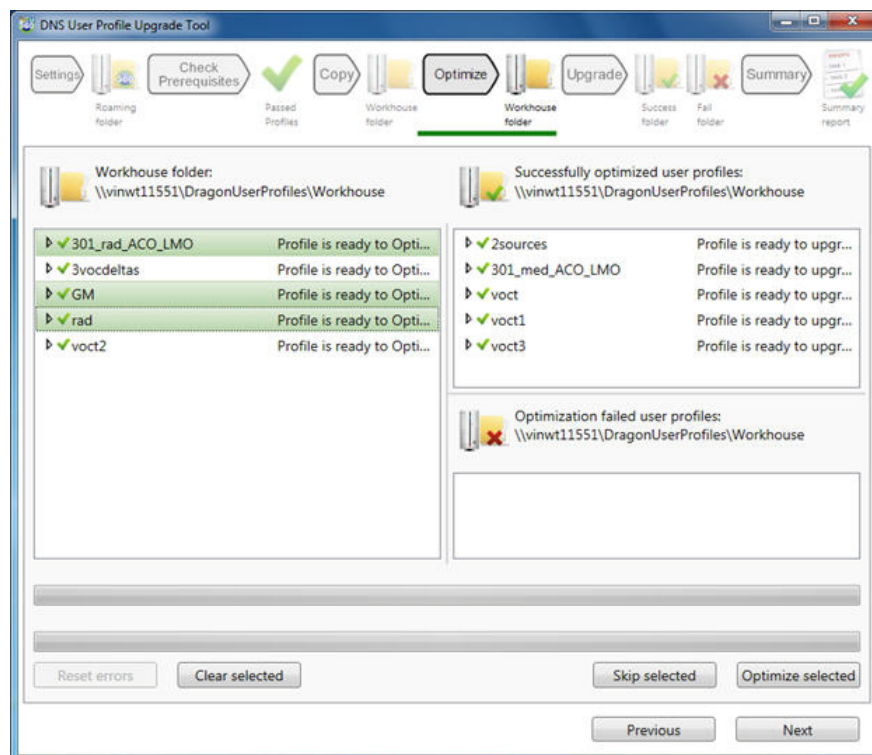 DNS User Profile Upgrade Tool
Settings
Check
Prerequisites
Copy
Optimize
Upgrade
Summary
Roaming
folder
Passed
Profiles
Workhouse
folder
Workhouse
folder
Success
folder
Fail
folder
Summary
report
Workhouse folder:
\\vinwt11551\DragonUserProfiles\Workhouse
301_rad_ACO_LMO Profile is ready to Opti...
3vocdeltas Profile is ready to Opti...
GM Profile is ready to Opti...
rad Profile is ready to Opti...
voct2 Profile is ready to Opti...
Successfully optimized user profiles:
\\vinwt11551\DragonUserProfiles\Workhouse
2sources Profile is ready to upgr...
301_med_ACO_LMO Profile is ready to upgr...
voct Profile is ready to upgr...
voct1 Profile is ready to upgr...
voct3 Profile is ready to upgr...
Optimization failed user profiles:
\\vinwt11551\DragonUserProfiles\Workhouse
Reset errors
Clear selected
Skip selected
Optimize selected
Previous
Next